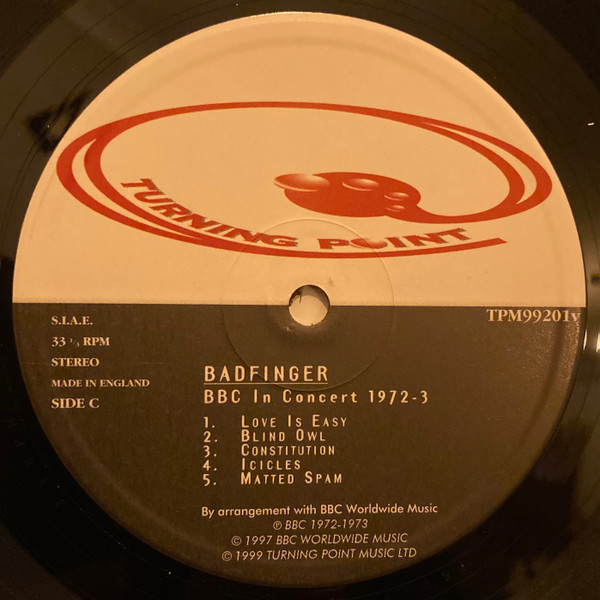 TURNING POINT
TPM99201v
S.I.A.E.
33 ⅓ RPM
STEREO
MADE IN ENGLAND
SIDE C
BADFINGER
BBC In Concert 1972-3
1. LOVE IS EASY
2. BLIND OWL
3. CONSTITUTION
4. ICICLES
5. MATTED SPAM
By arrangement with BBC Worldwide Music
℗ BBC 1972-1973
© 1997 BBC WORLDWIDE MUSIC
© 1999 TURNING POINT MUSIC LTD